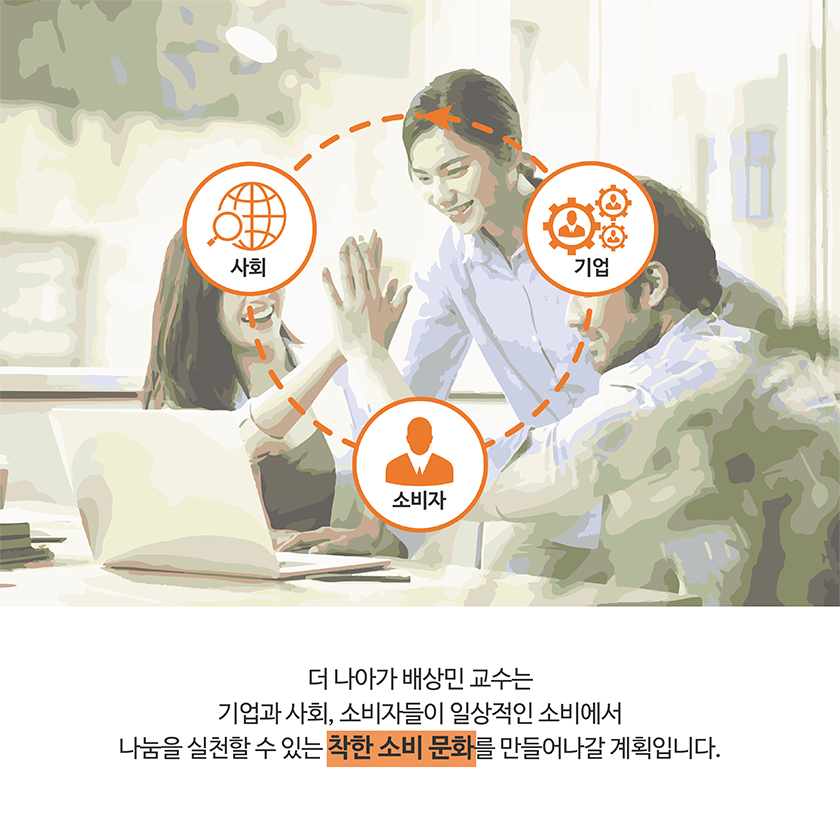 사회
기업
소비자
더 나아가 배상민 교수는
기업과 사회, 소비자들이 일상적인 소비에서
나눔을 실천할 수 있는 착한 소비 문화를 만들어나갈 계획입니다.